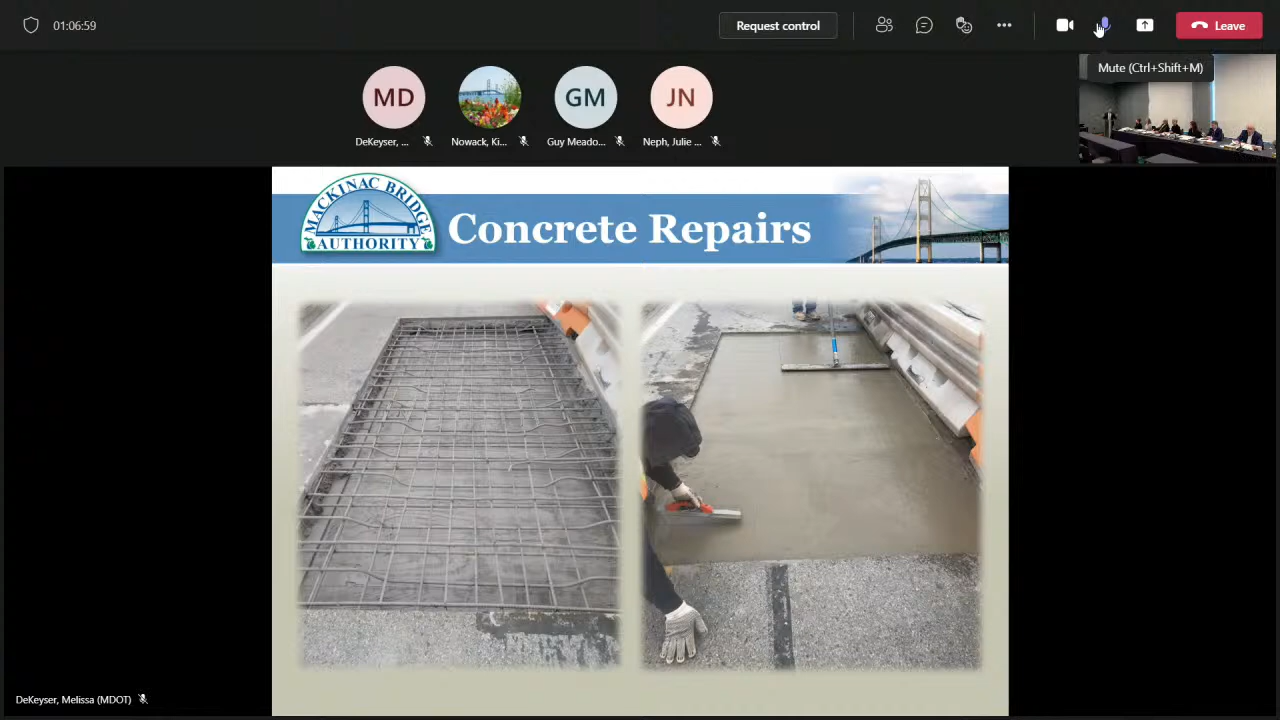 01:06:59
Request control
Leave
Mute (Ctrl+Shift+M)
MD
GM
JN
DeKeyser, ...
Nowack, Ki...
Guy Meado...
Neph, Julie ...
MACKINAC BRIDGE
AUTHORITY
Concrete Repairs
DeKeyser, Melissa (MDOT)